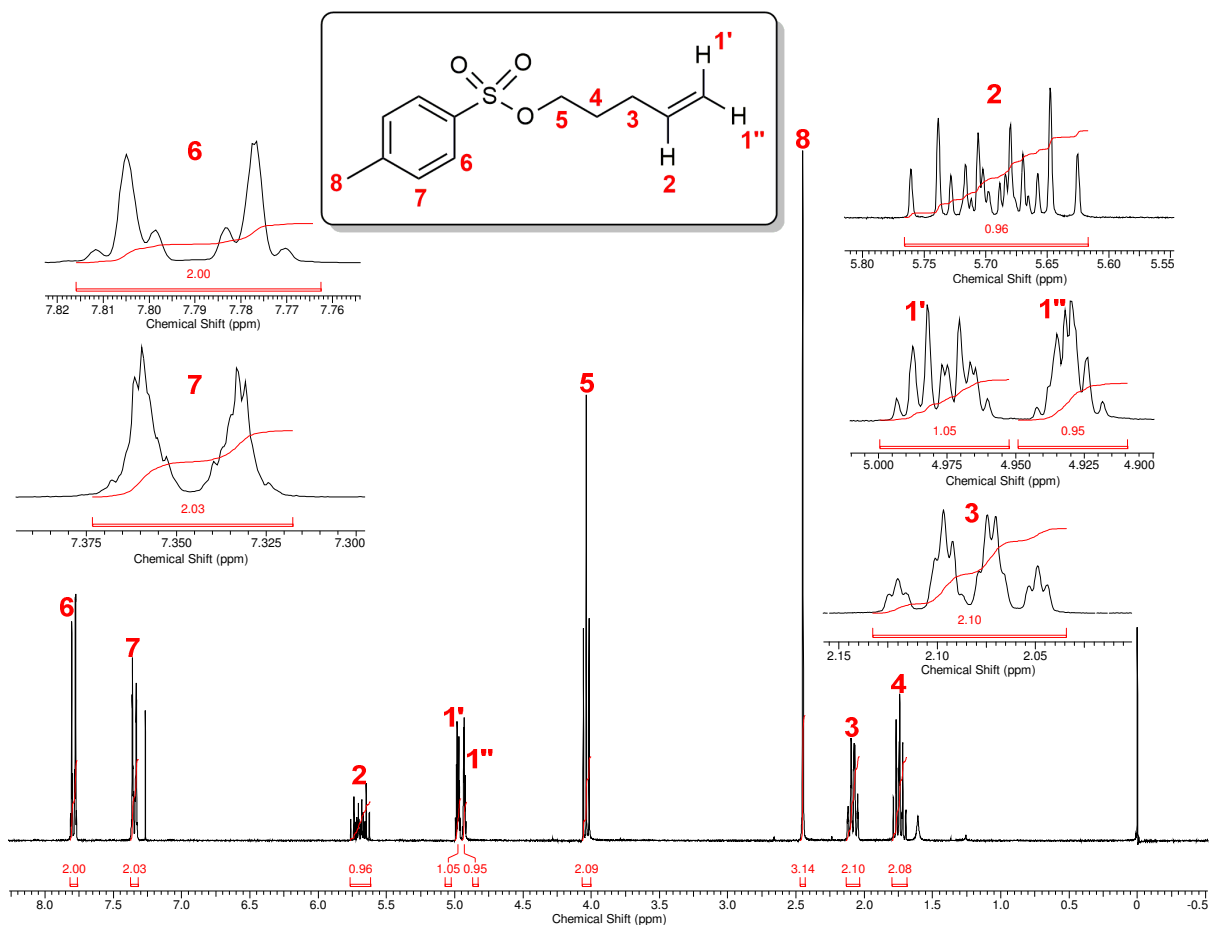 6
2.00
7.82 7.81 7.80 7.79 7.78 7.77 7.76
Chemical Shift (ppm)
7
2.03
7.375 7.350 7.325 7.300
Chemical Shift (ppm)
H 1'
O O
S
O
4
5
3
H
1"
H
2
6
7
8
2
0.96
5.80 5.75 5.70 5.65 5.60 5.55
Chemical Shift (ppm)
1' 1"
1.05 0.95
5.000 4.975 4.950 4.925 4.900
Chemical Shift (ppm)
3
2.10
2.15 2.10 2.05
Chemical Shift (ppm)
6 7 2 1' 1" 5 8 3 4
2.00 2.03 0.96 1.05 0.95 2.09 3.14 2.10 2.08
8.0 7.5 7.0 6.5 6.0 5.5 5.0 4.5 4.0 3.5 3.0 2.5 2.0 1.5 1.0 0.5 0 -0.5
Chemical Shift (ppm)